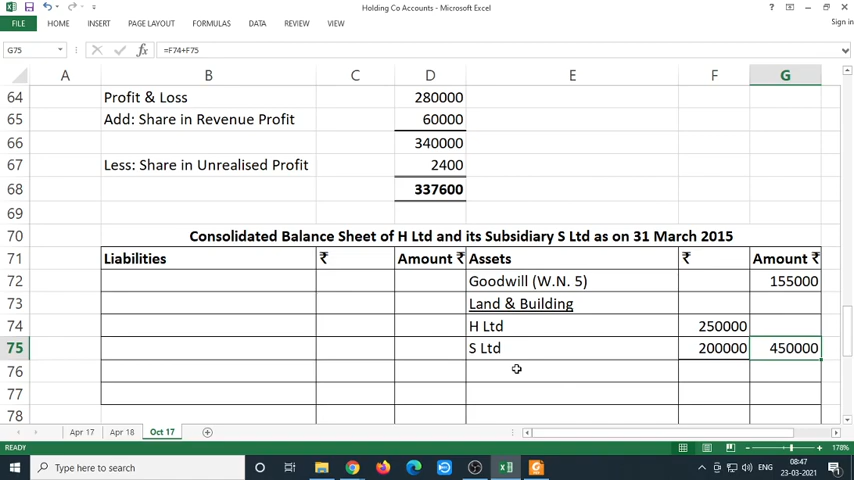 Holding Co Accounts - Microsoft Excel
FILE HOME INSERT PAGE LAYOUT FORMULAS DATA REVIEW VIEW Sign in
G75 =F74+F75
A B C D E F G
64 Profit & Loss 280000
65 Add: Share in Revenue Profit 60000
66 340000
67 Less: Share in Unrealised Profit 2400
68 337600
69
70 Consolidated Balance Sheet of H Ltd and its Subsidiary S Ltd as on 31 March 2015
71 Liabilities ₹ Amount ₹ Assets ₹ Amount ₹
72 Goodwill (W.N. 5) 155000
73 Land & Building
74 H Ltd 250000
75 S Ltd 200000 450000
76
77
78
Apr 17 Apr 18 Oct 17
READY 178%
Type here to search ENG 08:47
23-03-2021